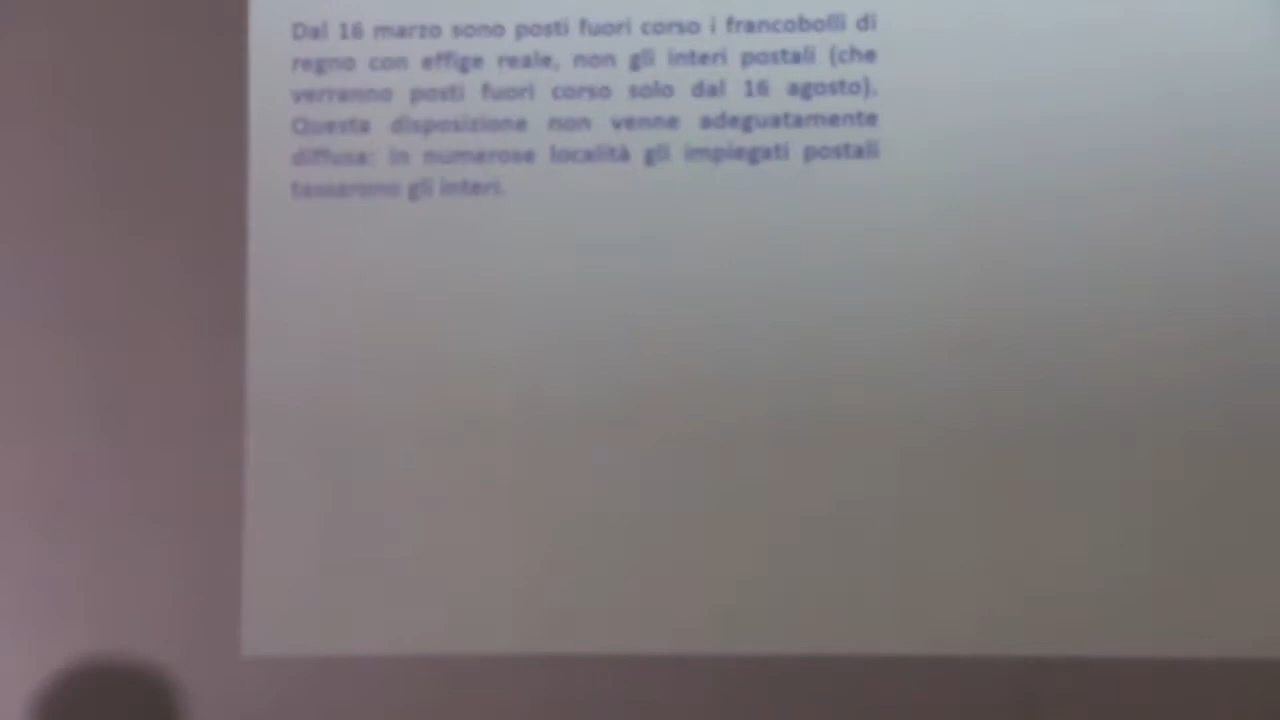 Dal 16 marzo sono posti fuori corso i francobolli di
regno con effige reale, non gli interi postali (che
verranno posti fuori corso solo dal 16 agosto).
Questa disposizione non venne adeguatamente
diffusa: in numerose località gli impiegati postali
tassarono gli interi.